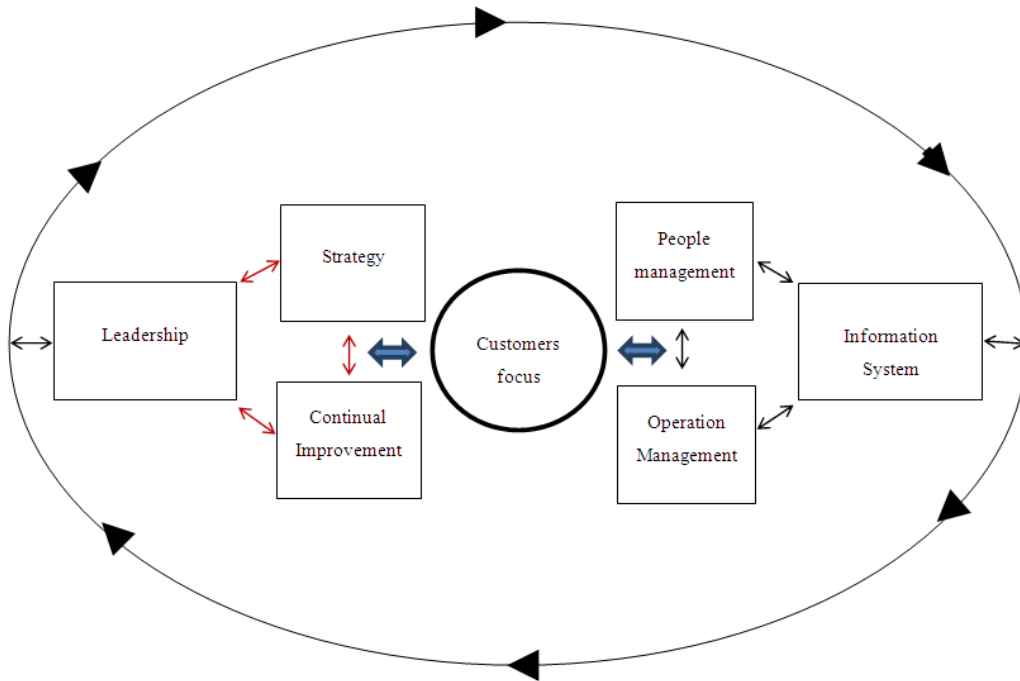 Strategy
People
management
Leadership
Customers
focus
Information
System
Continual
Improvement
Operation
Management